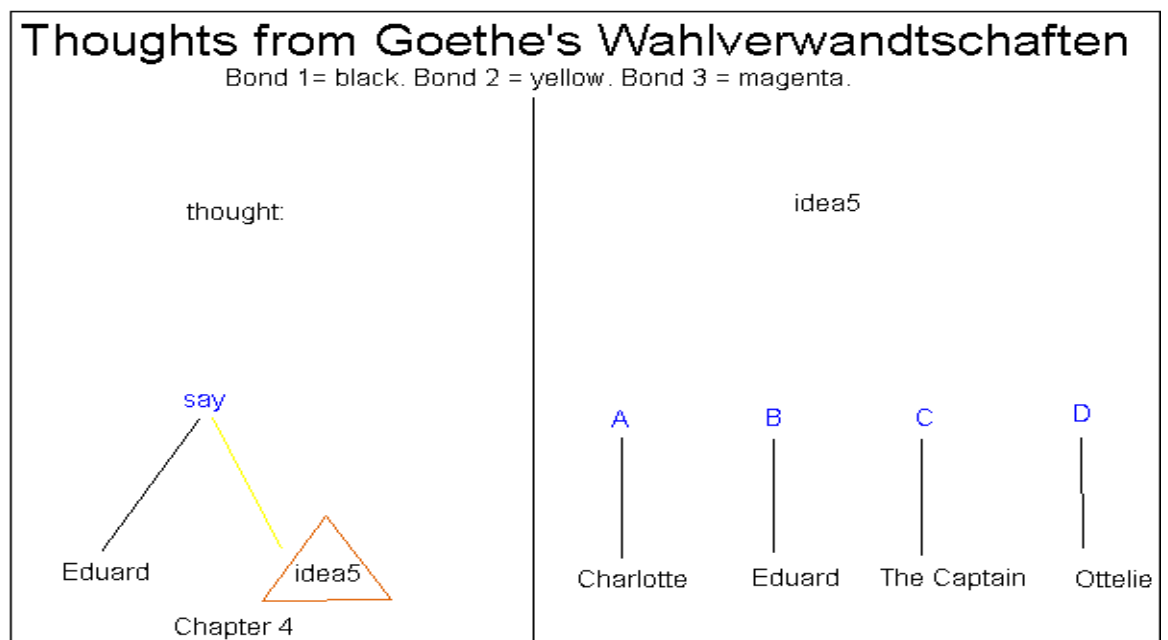 Thoughts from Goethe's Wahlverwandtschaften
Bond 1= black. Bond 2 = yellow. Bond 3 = magenta.
thought:
say
Eduard
idea5
Chapter 4
idea5
A B C D
Charlotte Eduard The Captain Ottelie